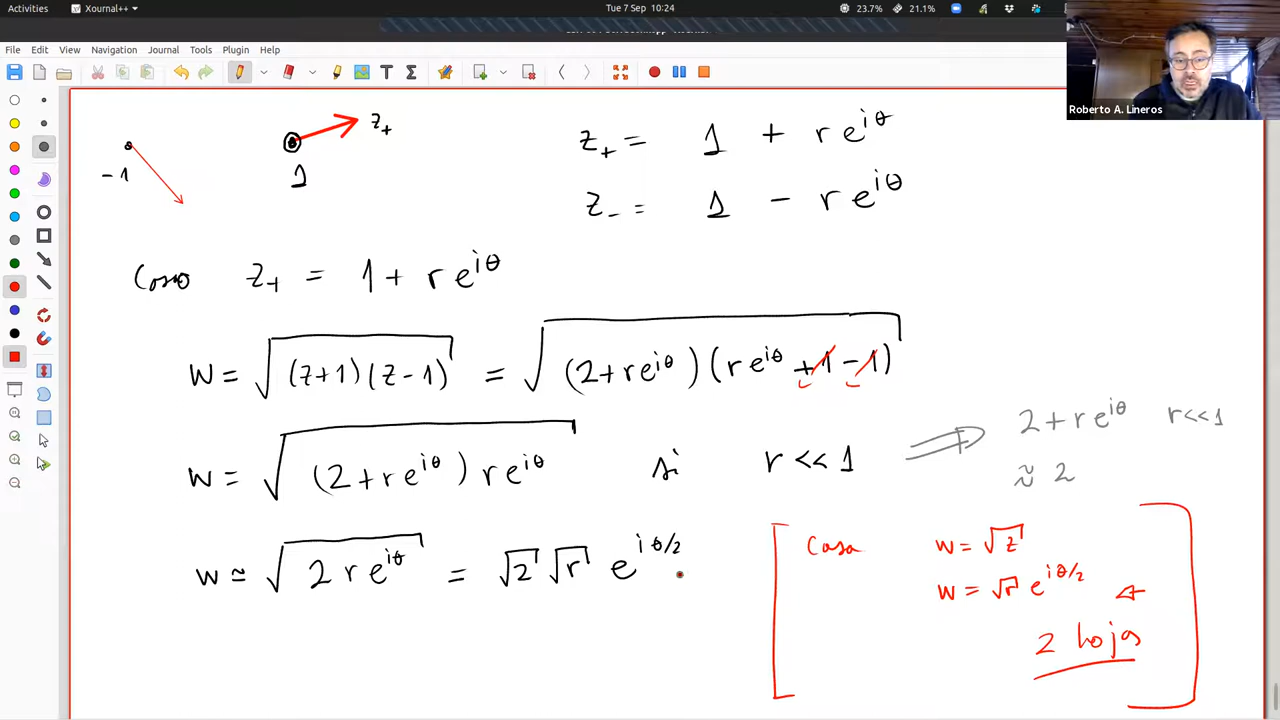 Activities Xournal++ Tue 7 Sep 10:24 23.7% 21.1%
File Edit View Navigation Journal Tools Plugin Help
Roberto A. Lineros
-1
1
z₊
z₊ = 1 + r e^{iθ}
z₋ = 1 - r e^{iθ}
Caso z₊ = 1 + r e^{iθ}
w = √((z+1)(z-1)) = √((2+re^{iθ})(re^{iθ}+1-1))
w = √((2+re^{iθ})re^{iθ}) si r << 1 ⟹ 2+re^{iθ} r<<1
≈ 2
w ≃ √(2re^{iθ}) = √2 √r e^{iθ/2}
Casa w = √z
w = √r e^{iθ/2}
2 hojas